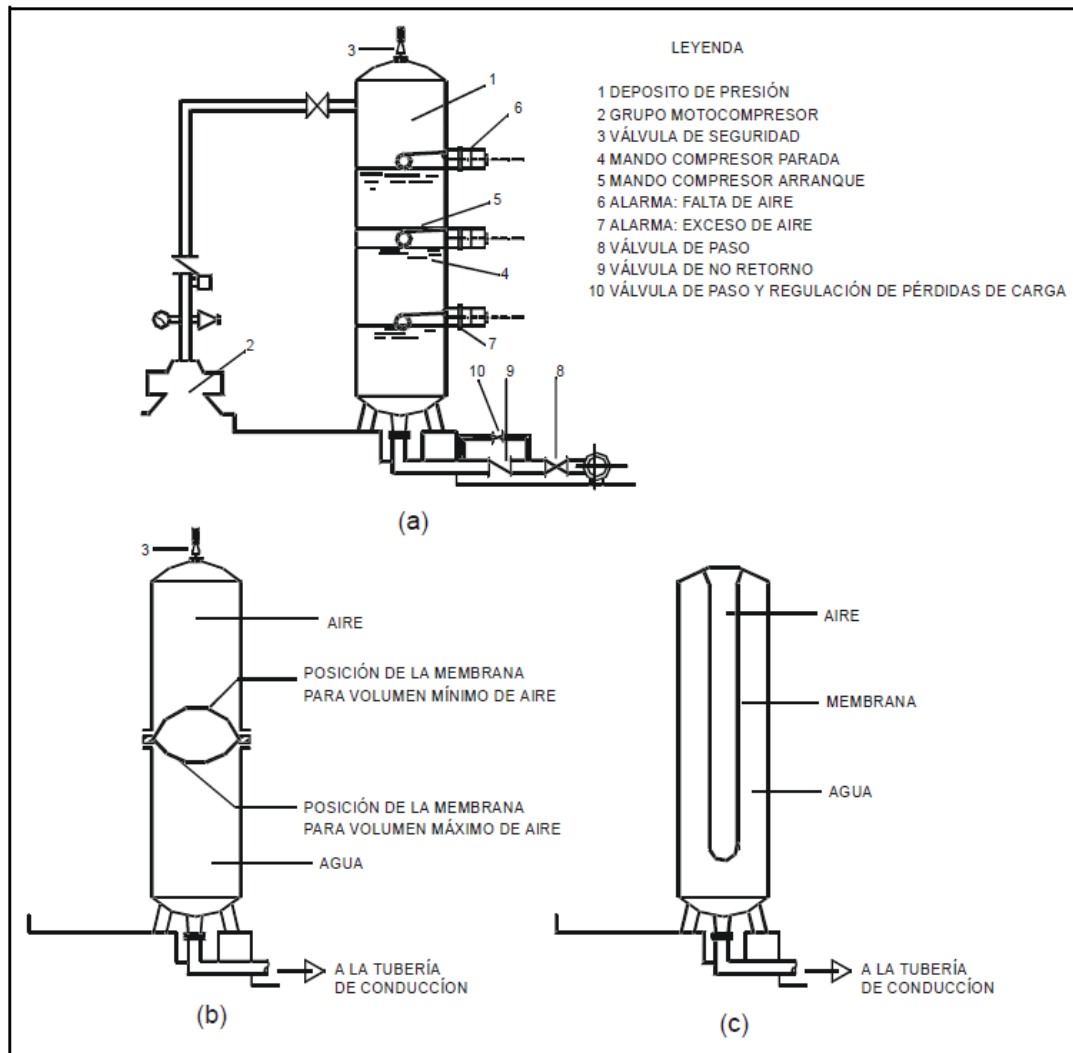 LEYENDA
1 DEPOSITO DE PRESIÓN
2 GRUPO MOTOCOMPRESOR
3 VÁLVULA DE SEGURIDAD
4 MANDO COMPRESOR PARADA
5 MANDO COMPRESOR ARRANQUE
6 ALARMA: FALTA DE AIRE
7 ALARMA: EXCESO DE AIRE
8 VÁLVULA DE PASO
9 VÁLVULA DE NO RETORNO
10 VÁLVULA DE PASO Y REGULACIÓN DE PÉRDIDAS DE CARGA
3
1
6
5
4
7
2
10
9
8
(a)
3
AIRE
POSICIÓN DE LA MEMBRANA
PARA VOLUMEN MÍNIMO DE AIRE
POSICIÓN DE LA MEMBRANA
PARA VOLUMEN MÁXIMO DE AIRE
AGUA
A LA TUBERÍA
DE CONDUCCÍON
(b)
AIRE
MEMBRANA
AGUA
A LA TUBERÍA
DE CONDUCCÍON
(c)